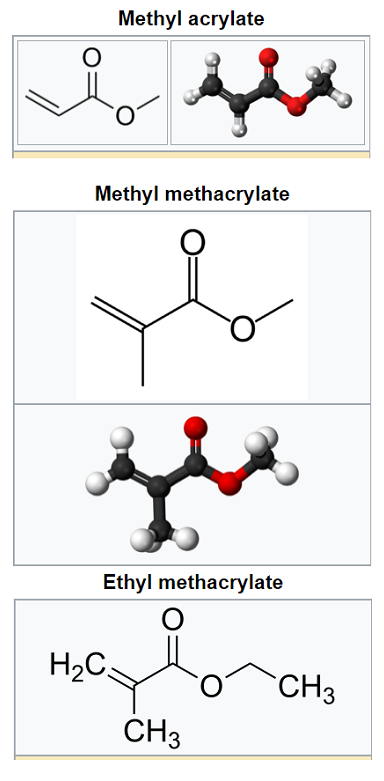 Methyl acrylate
O
O
Methyl methacrylate
O
O
Ethyl methacrylate
O
H₂C
O
CH₃
CH₃